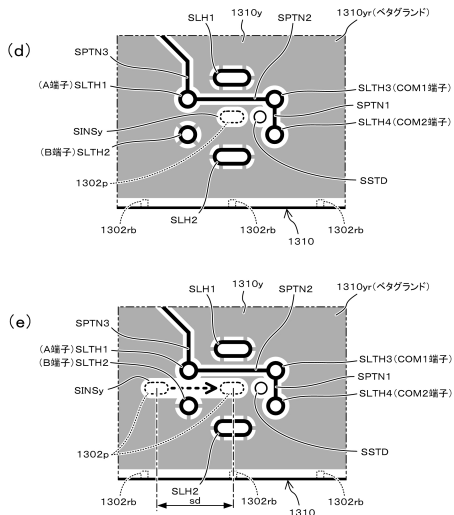 (d)
SLH1
1310y
SPTN2
1310yr(ベタグランド)
SPTN3
(A端子)SLTH1
SLTH3(COM1端子)
SPTN1
SINSy
SLTH4(COM2端子)
(B端子)SLTH2
SSTD
1302p
SLH2
1302rb
1302rb
1302rb
1310
(e)
SLH1
1310y
SPTN2
1310yr(ベタグランド)
SPTN3
(A端子)SLTH1
SLTH3(COM1端子)
(B端子)SLTH2
SPTN1
SINSy
SLTH4(COM2端子)
SSTD
1302p
SLH2
1302rb
sd
1302rb
1302rb
1310